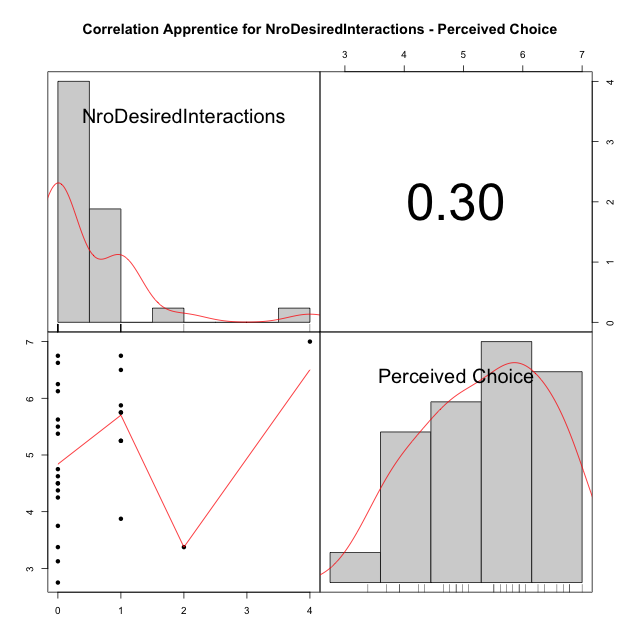 Correlation Apprentice for NroDesiredInteractions - Perceived Choice
3 4 5 6 7
NroDesiredInteractions
0.30
4
3
2
1
0
7
6
5
4
3
Perceived Choice
0 1 2 3 4